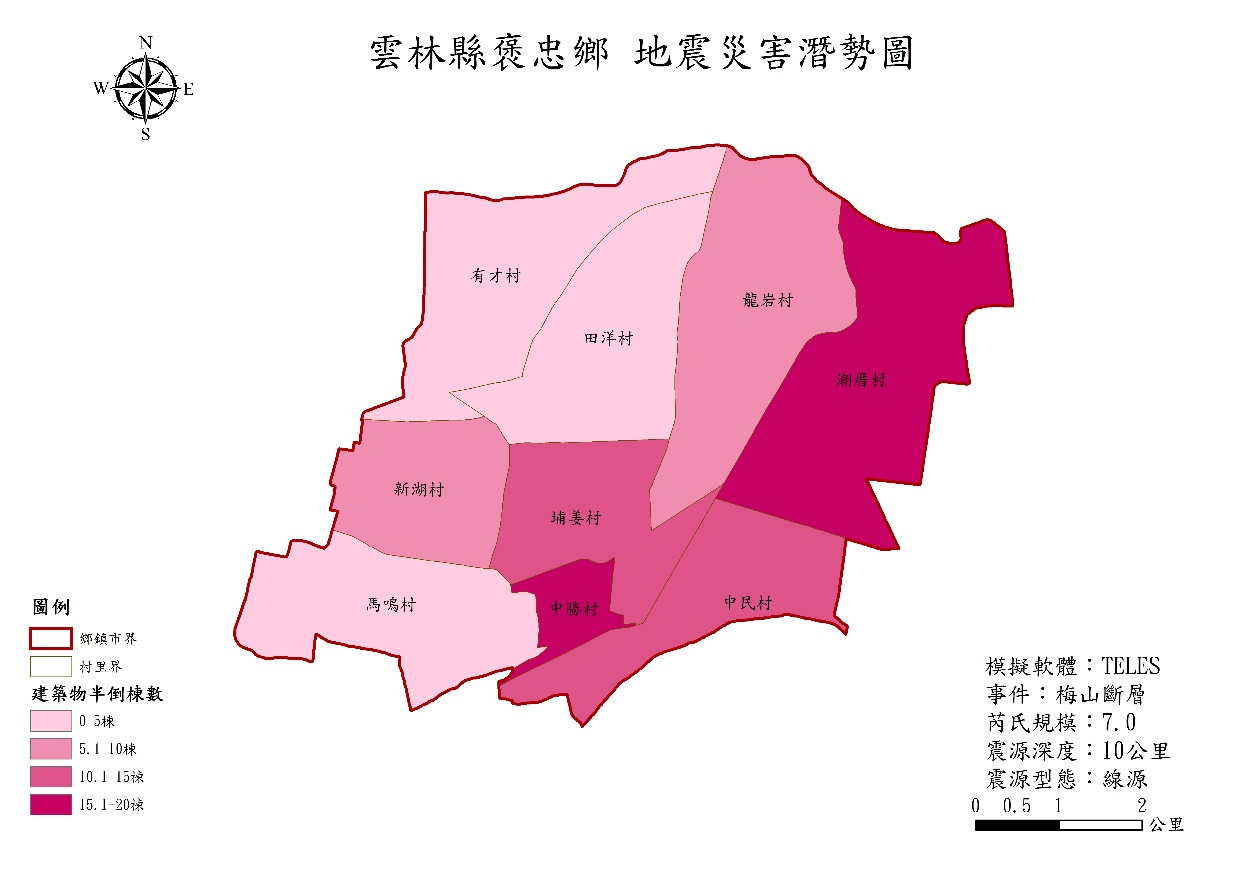 雲林縣褒忠鄉 地震災害潛勢圖
N
W E
S
有才村
龍岩村
田洋村
潮厝村
新湖村
埔姜村
馬鳴村
中勝村
中民村
圖例
鄉鎮市界
村里界
建築物半倒棟數
0-5棟
5.1-10棟
10.1-15棟
15.1-20棟
模擬軟體：TELES
事件：梅山斷層
芮氏規模：7.0
震源深度：10公里
震源型態：線源
0 0.5 1 2
公里